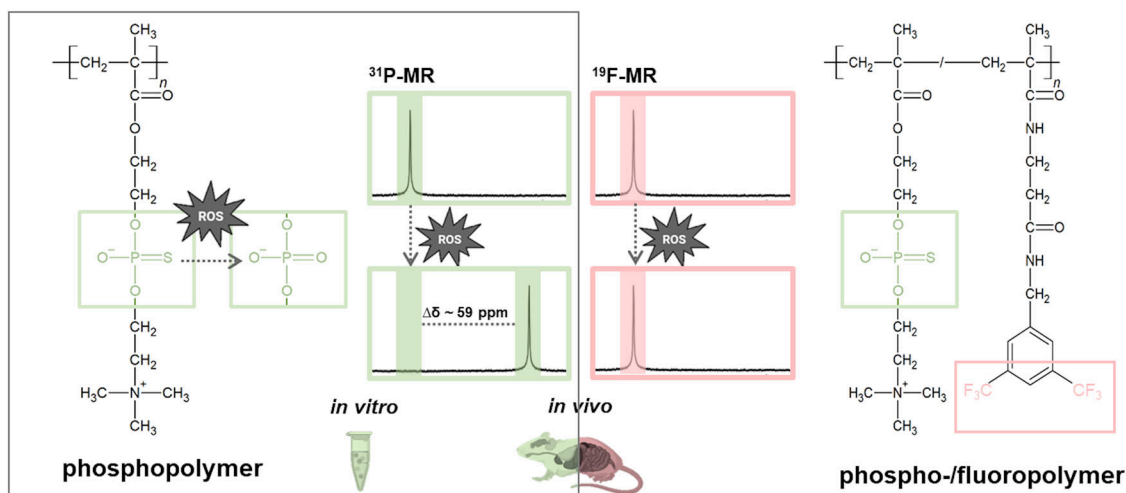 CH₃
CH₂
C
n
C
O
O
CH₂
CH₂
O
O⁻
P
S
O
CH₂
CH₂
H₃C
N⁺
CH₃
CH₃
phosphopolymer
ROS
O
O⁻
P
O
O
³¹P-MR
ROS
Δδ ~ 59 ppm
in vitro
¹⁹F-MR
ROS
in vivo
CH₃
CH₃
CH₂
C
/
CH₂
C
n
C
O
C
O
O
NH
CH₂
CH₂
CH₂
CH₂
O
C
O
O⁻
P
S
NH
O
CH₂
CH₂
CH₂
H₃C
N⁺
CH₃
CH₃
F₃C
CF₃
phospho-/fluoropolymer